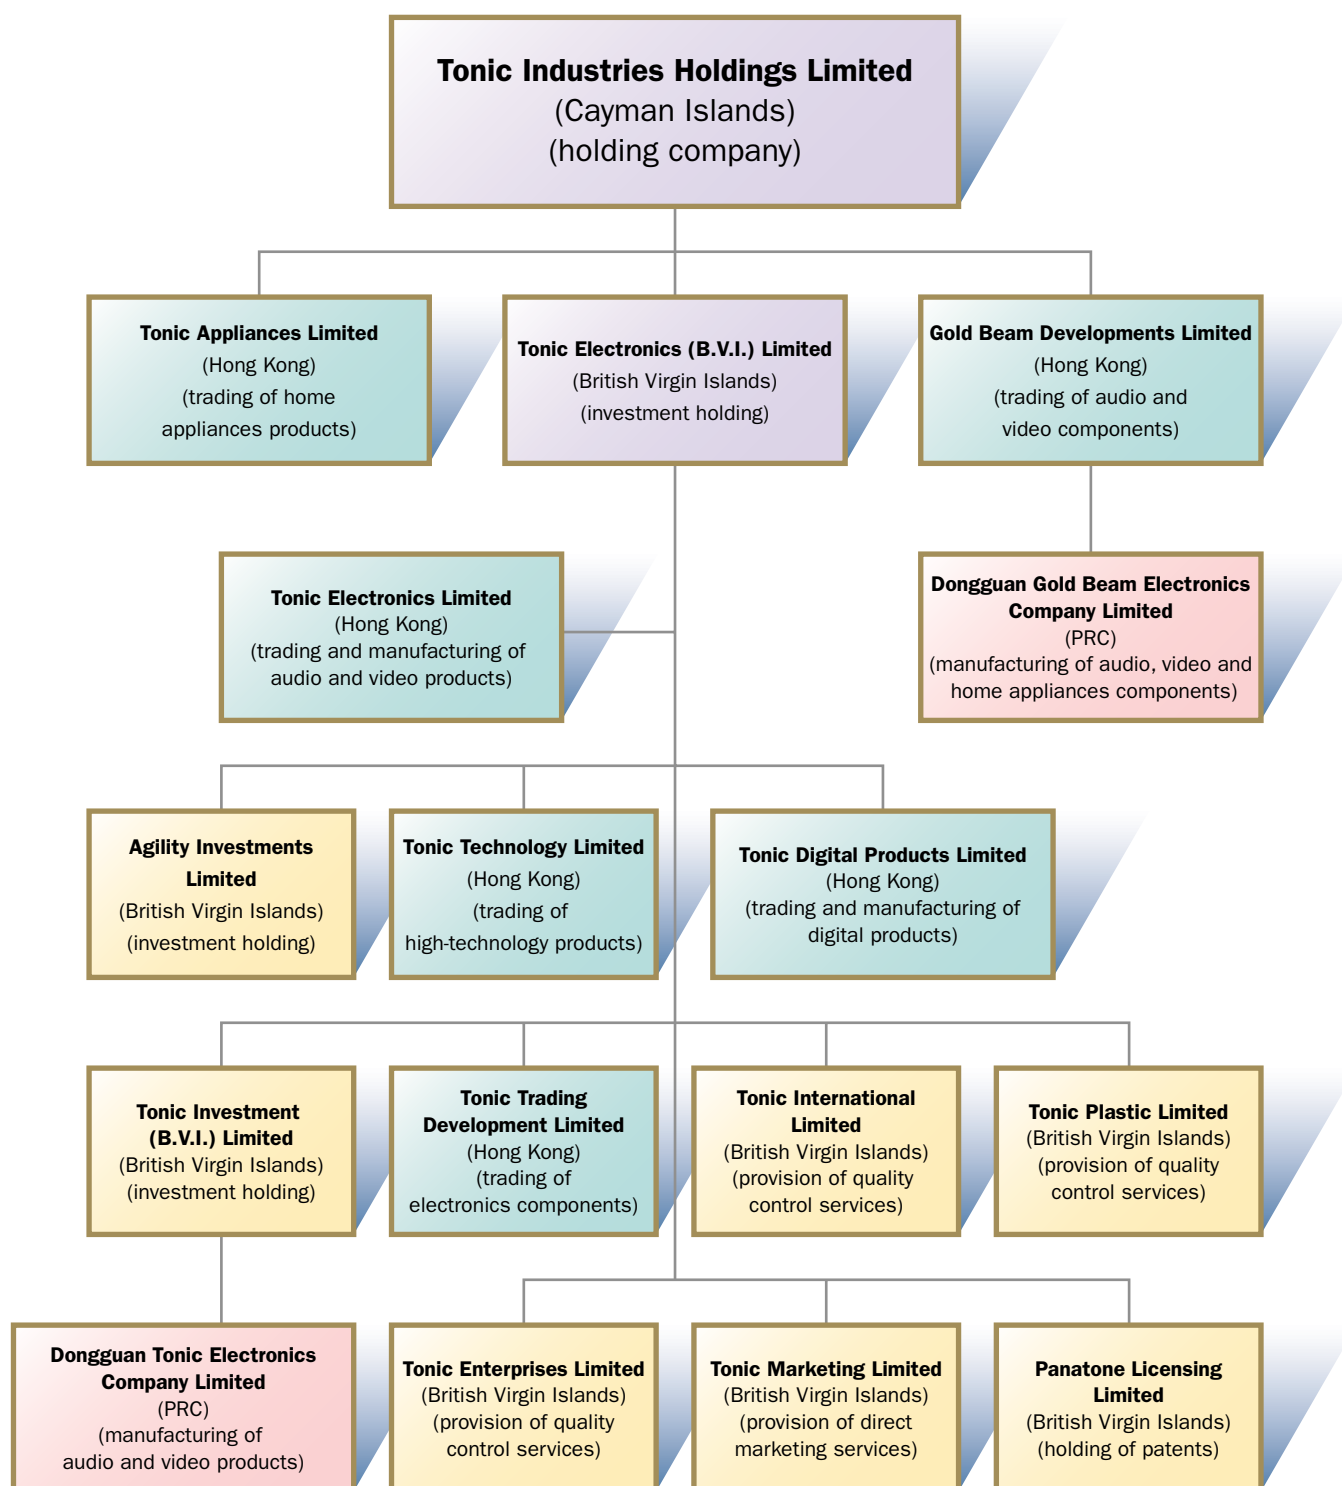 Tonic Industries Holdings Limited
(Cayman Islands)
(holding company)
Tonic Appliances Limited
(Hong Kong)
(trading of home
appliances products)
Tonic Electronics (B.V.I.) Limited
(British Virgin Islands)
(investment holding)
Gold Beam Developments Limited
(Hong Kong)
(trading of audio and
video components)
Tonic Electronics Limited
(Hong Kong)
(trading and manufacturing of
audio and video products)
Dongguan Gold Beam Electronics
Company Limited
(PRC)
(manufacturing of audio, video and
home appliances components)
Agility Investments
Limited
(British Virgin Islands)
(investment holding)
Tonic Technology Limited
(Hong Kong)
(trading of
high-technology products)
Tonic Digital Products Limited
(Hong Kong)
(trading and manufacturing of
digital products)
Tonic Investment
(B.V.I.) Limited
(British Virgin Islands)
(investment holding)
Tonic Trading
Development Limited
(Hong Kong)
(trading of
electronics components)
Tonic International
Limited
(British Virgin Islands)
(provision of quality
control services)
Tonic Plastic Limited
(British Virgin Islands)
(provision of quality
control services)
Dongguan Tonic Electronics
Company Limited
(PRC)
(manufacturing of
audio and video products)
Tonic Enterprises Limited
(British Virgin Islands)
(provision of quality
control services)
Tonic Marketing Limited
(British Virgin Islands)
(provision of direct
marketing services)
Panatone Licensing
Limited
(British Virgin Islands)
(holding of patents)